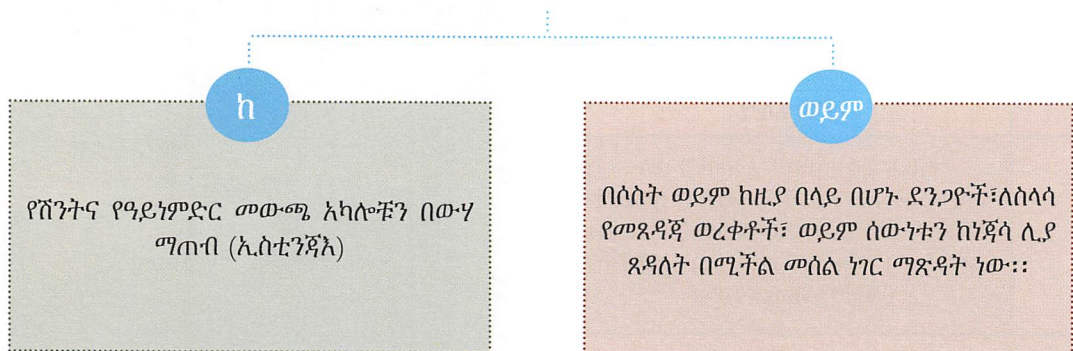 ከ
የሽንትና የዓይነምድር መውጫ አካሎቹን በውሃ
ማጠብ (ኢስቲንጃእ)
ወይም
በሶስት ወይም ከዚያ በላይ በሆኑ ደንጋዮች፣ለስላሳ
የመጸዳጃ ወረቀቶች፣ ወይም ሰውነቱን ከነጃሳ ሊያ
ጸዳለት በሚችል መሰል ነገር ማጽዳት ነው።